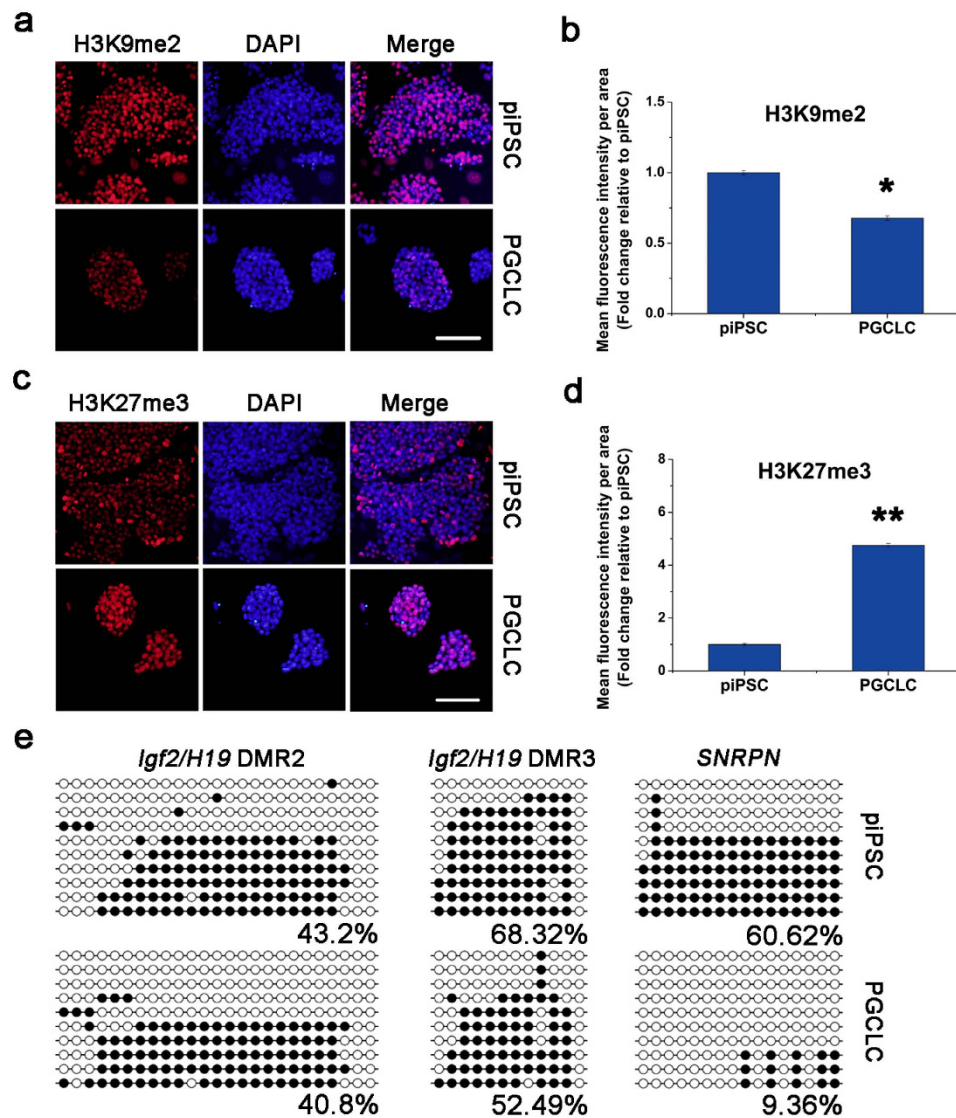 a
H3K9me2 DAPI Merge
piPSC
PGCLC
b
Mean fluorescence intensity per area
(Fold change relative to piPSC)
H3K9me2
1.5
1.0
0.5
0.0
*
piPSC PGCLC
c
H3K27me3 DAPI Merge
piPSC
PGCLC
d
Mean fluorescence intensity per area
(Fold change relative to piPSC)
H3K27me3
8
6
4
2
0
**
piPSC PGCLC
e
Igf2/H19 DMR2 Igf2/H19 DMR3 SNRPN
piPSC
43.2% 68.32% 60.62%
PGCLC
40.8% 52.49% 9.36%